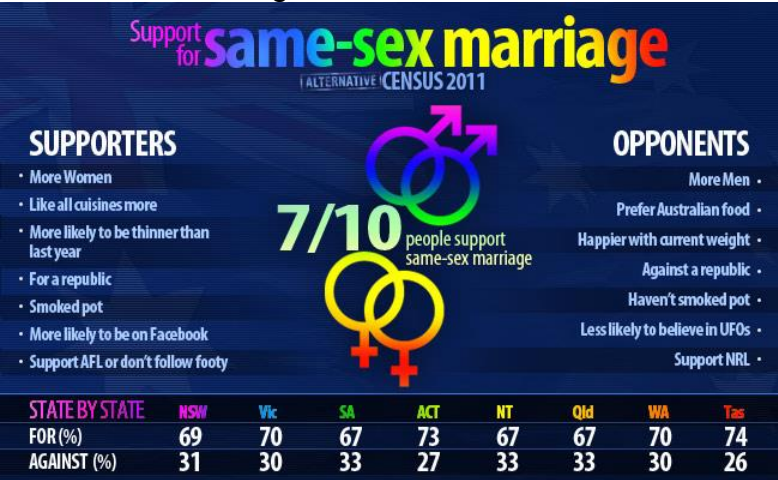 Support for same-sex marriage
ALTERNATIVE CENSUS 2011
SUPPORTERS
• More Women
• Like all cuisines more
• More likely to be thinner than
last year
• For a republic
• Smoked pot
• More likely to be on Facebook
• Support AFL or don't follow footy
7/10 people support
same-sex marriage
OPPONENTS
More Men •
Prefer Australian food •
Happier with current weight •
Against a republic •
Haven't smoked pot •
Less likely to believe in UFOs •
Support NRL •
STATE BY STATE NSW Vic SA ACT NT Qld WA Tas
FOR (%) 69 70 67 73 67 67 70 74
AGAINST (%) 31 30 33 27 33 33 30 26